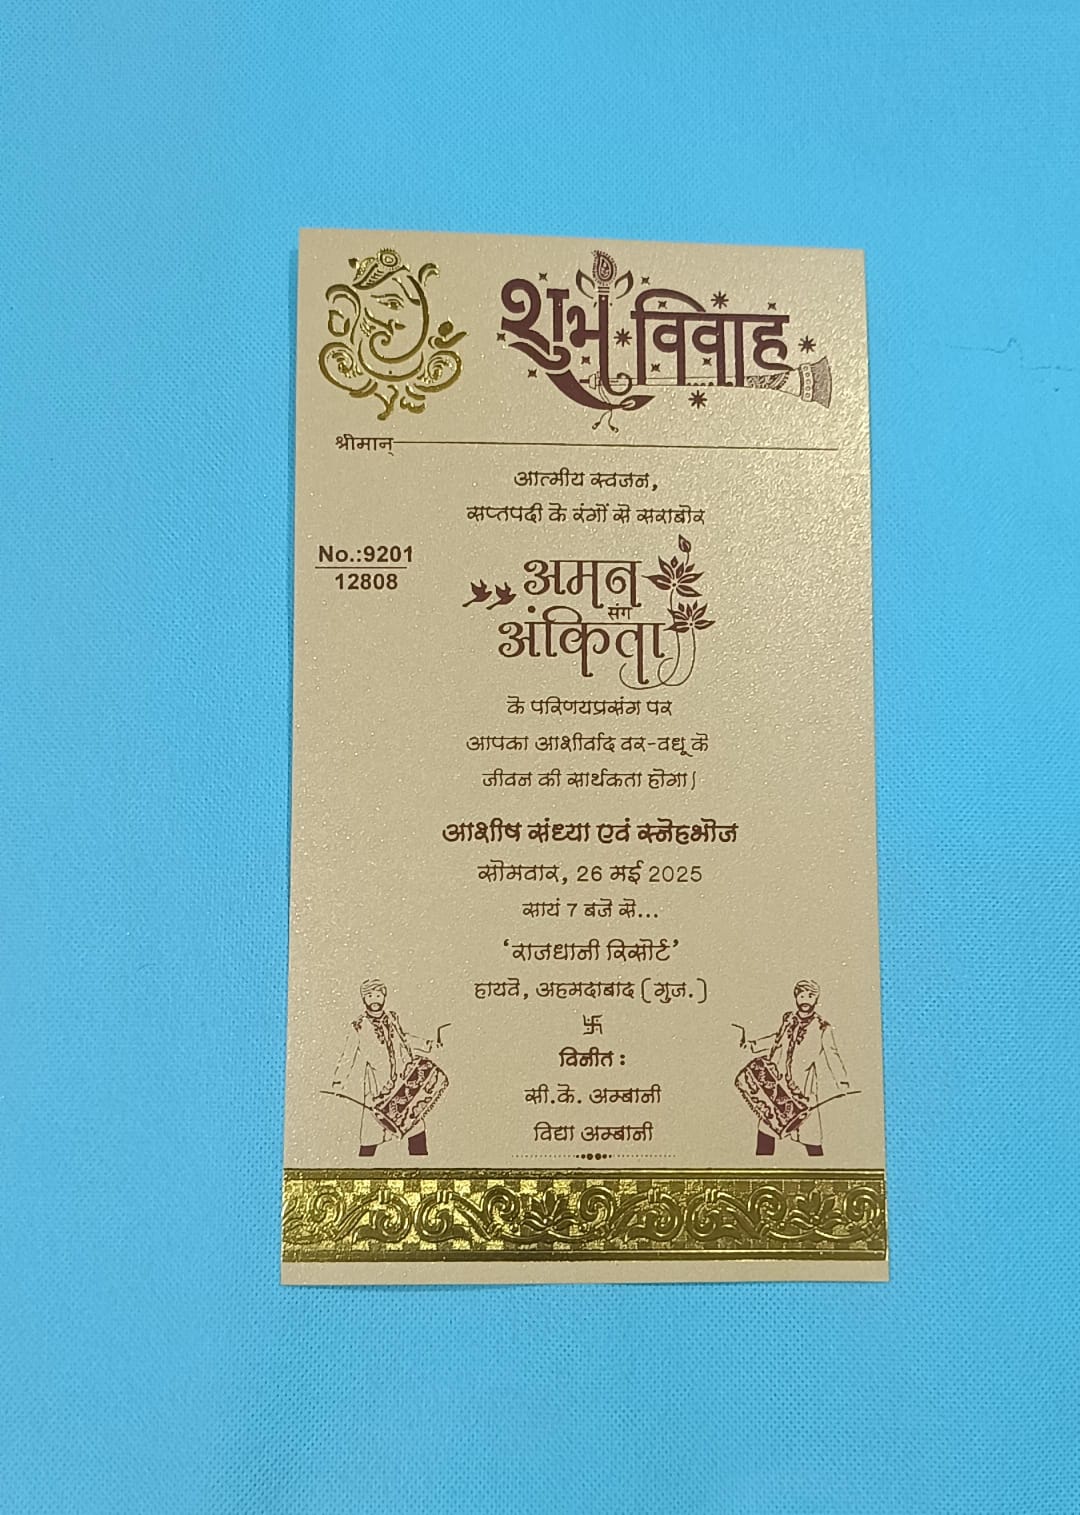 शुभ विवाह
श्रीमान्
आत्मीय स्वजन,
सप्तपदी के रंगों से सराबोर
No.:9201
12808
अमन
संग
अंकिता
के परिणयप्रसंग पर
आपका आशीर्वाद वर-वधू के
जीवन की सार्थकता होगा।
आशीष संध्या एवं स्नेहभोज
सोमवार, 26 मई 2025
सायं 7 बजे से...
‘राजधानी रिसोर्ट’
हायवे, अहमदाबाद (गुज.)
卐
विनीत :
सी.के. अम्बानी
विद्या अम्बानी